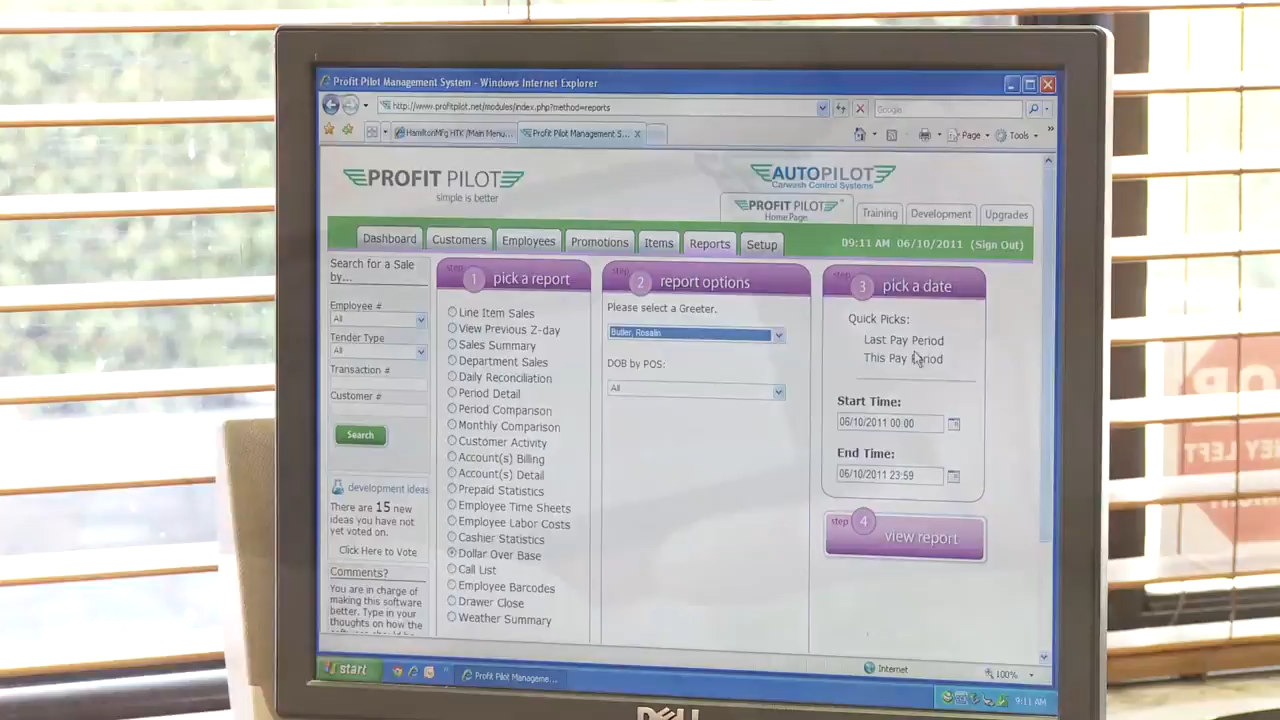 Profit Pilot Management System - Windows Internet Explorer
http://www.profitpilot.net/modules/index.php?method=reports
Google
HamiltonMfg HTK /Main Menu...
Profit Pilot Management S...
Page
Tools
PROFIT PILOT
simple is better
AUTOPILOT
Carwash Control Systems
PROFIT PILOT
Home Page
Training
Development
Upgrades
Dashboard
Customers
Employees
Promotions
Items
Reports
Setup
09:11 AM 06/10/2011 (Sign Out)
Search for a Sale
by...
Employee #
All
Tender Type
All
Transaction #
Customer #
Search
development ideas
There are 15 new
ideas you have not
yet voted on.
Click Here to Vote
Comments?
You are in charge of
making this software
better. Type in your
thoughts on how the
step 1 pick a report
Line Item Sales
View Previous Z-day
Sales Summary
Department Sales
Daily Reconciliation
Period Detail
Period Comparison
Monthly Comparison
Customer Activity
Account(s) Billing
Account(s) Detail
Prepaid Statistics
Employee Time Sheets
Employee Labor Costs
Cashier Statistics
Dollar Over Base
Call List
Employee Barcodes
Drawer Close
Weather Summary
step 2 report options
Please select a Greeter.
Butler, Rosalin
DOB by POS:
All
step 3 pick a date
Quick Picks:
Last Pay Period
This Pay Period
Start Time:
06/10/2011 00:00
End Time:
06/10/2011 23:59
step 4 view report
start
Profit Pilot Manageme...
Internet
100%
9:11 AM
DELL